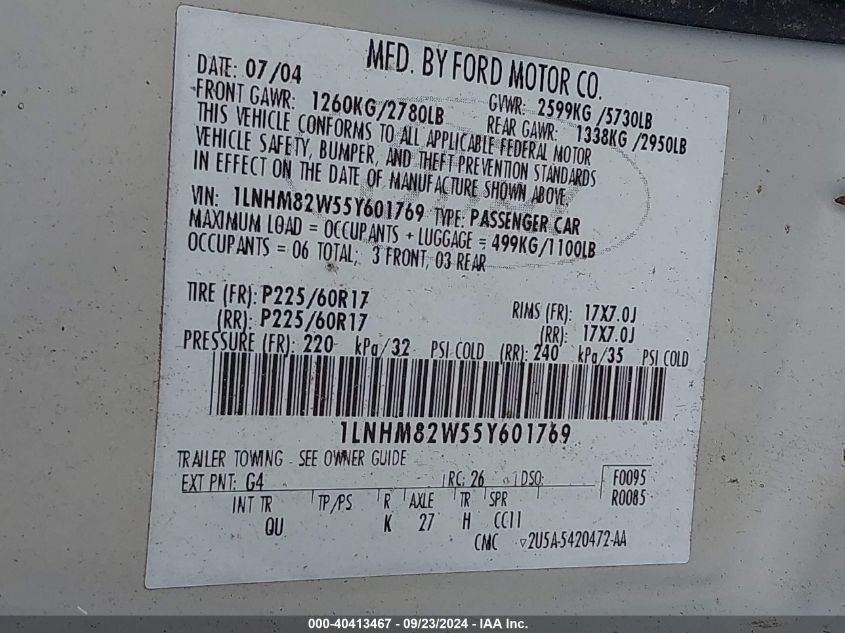 MFD. BY FORD MOTOR CO.
DATE: 07/04 GVWR: 2599KG/5730LB
FRONT GAWR: 1260KG/2780LB REAR GAWR: 1338KG/2950LB
THIS VEHICLE CONFORMS TO ALL APPLICABLE FEDERAL MOTOR
VEHICLE SAFETY, BUMPER, AND THEFT PREVENTION STANDARDS
IN EFFECT ON THE DATE OF MANUFACTURE SHOWN ABOVE.
VIN: 1LNHM82W55Y601769 TYPE: PASSENGER CAR
MAXIMUM LOAD = OCCUPANTS + LUGGAGE = 499KG/1100LB
OCCUPANTS = 06 TOTAL; 3 FRONT, 03 REAR
TIRE (FR): P225/60R17 RIMS (FR): 17X7.0J
(RR): P225/60R17 (RR): 17X7.0J
PRESSURE (FR): 220 kPa/32 PSI COLD (RR): 240 kPa/35 PSI COLD
1LNHM82W55Y601769
TRAILER TOWING - SEE OWNER GUIDE
EXT PNT: G4 RC: 26 DSO: F0095
INT TR TP/PS R AXLE TR SPR R0085
QU K 27 H CC11
CMC ▽2U5A-5420472-AA
000-40413467 - 09/23/2024 - IAA Inc.